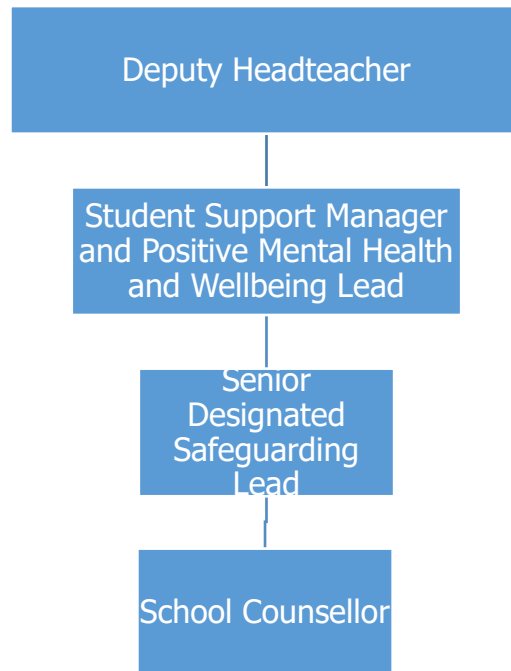 Deputy Headteacher
Student Support Manager
and Positive Mental Health
and Wellbeing Lead
Senior
Designated
Safeguarding
Lead
School Counsellor